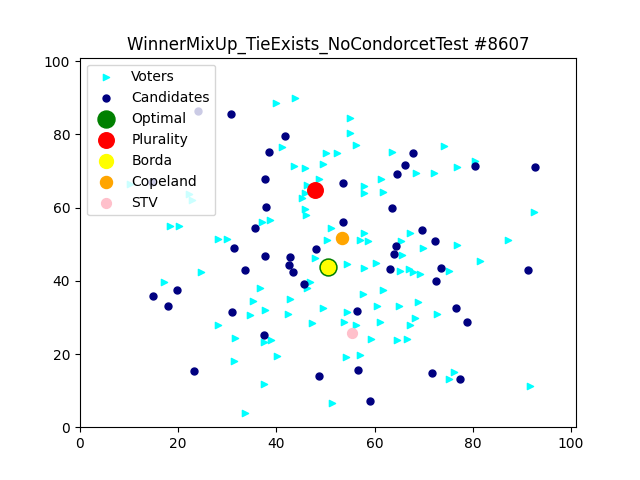 WinnerMixUp_TieExists_NoCondorcetTest #8607
Voters
Candidates
Optimal
Plurality
Borda
Copeland
STV
100
80
60
40
20
0
0 20 40 60 80 100